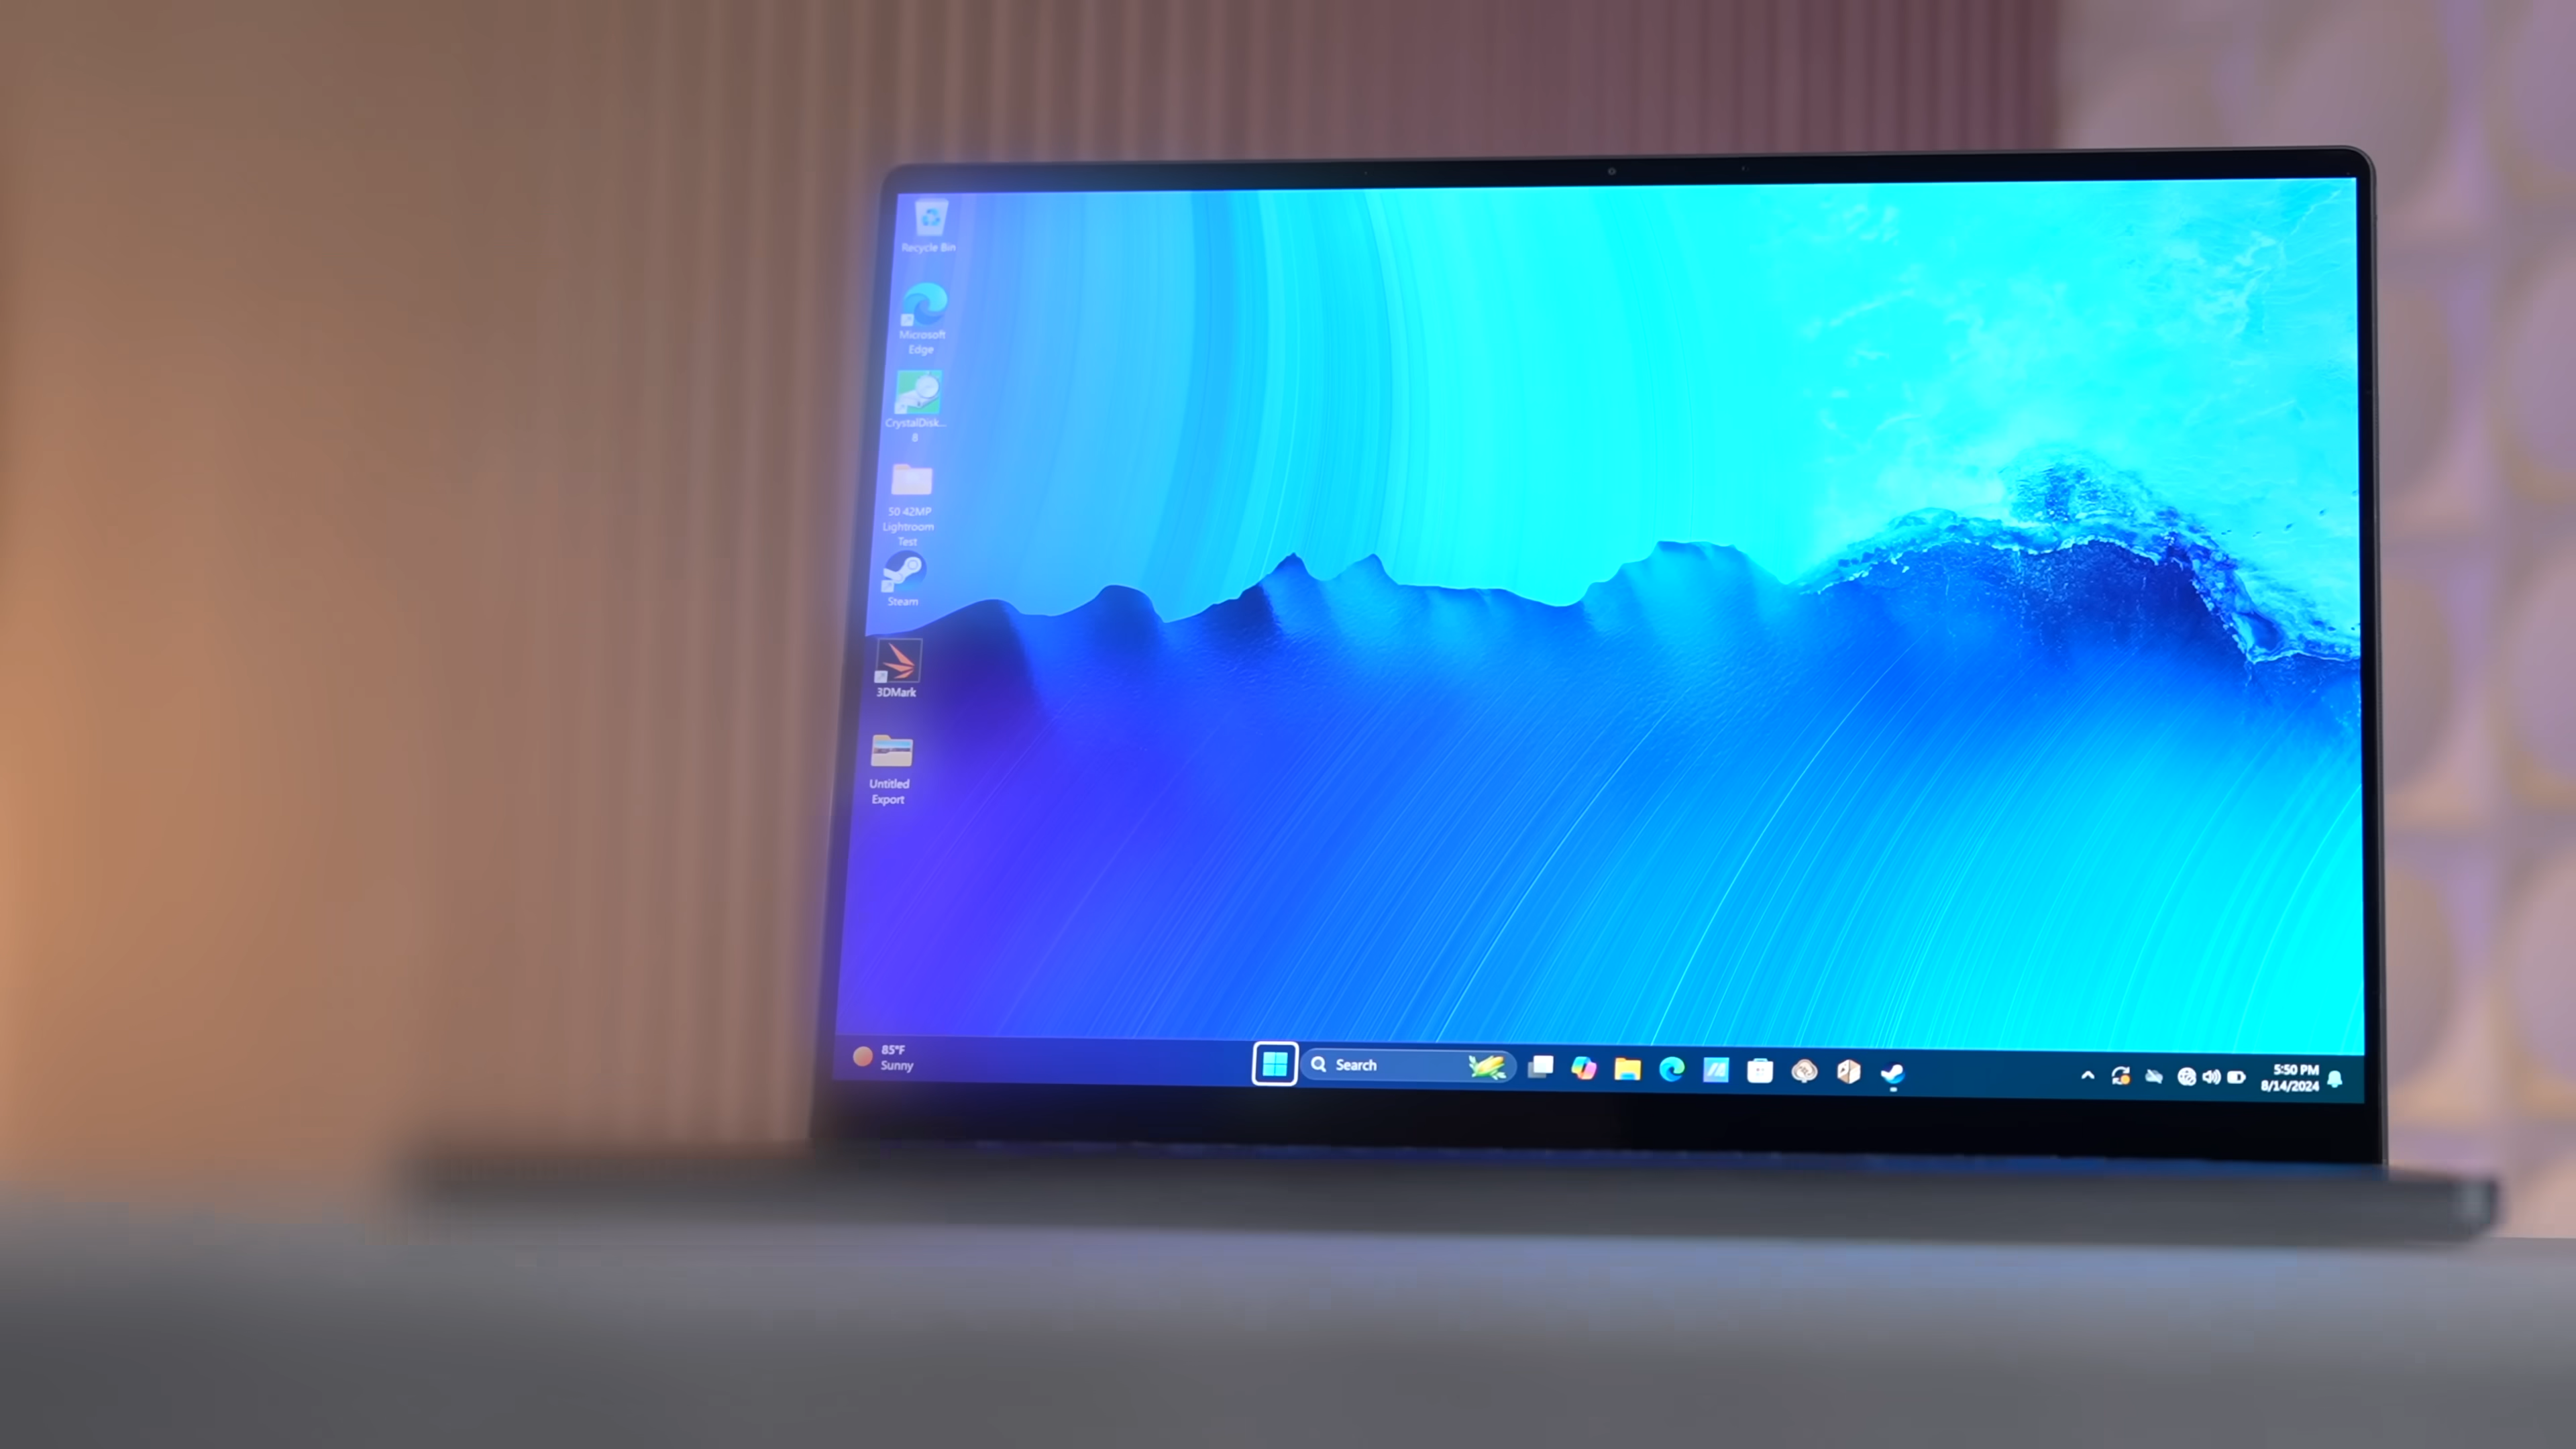 Recycle Bin
Microsoft
Edge
CrystalDisk...
8
50 42MP
Lightroom
Test
Steam
3DMark
Untitled
Export
85°F
Sunny
Search
5:50 PM
8/14/2024